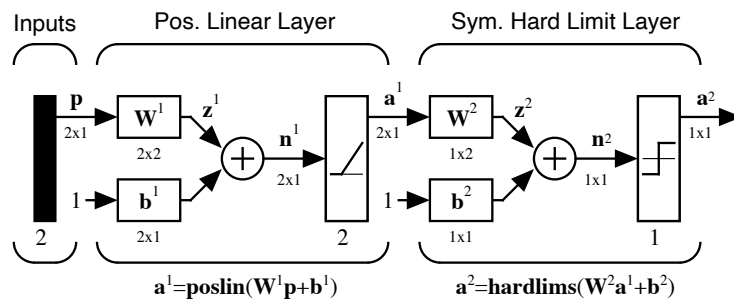 Inputs
Pos. Linear Layer
Sym. Hard Limit Layer
p
2x1
W¹
2x2
z¹
n¹
2x1
a¹
2x1
W²
1x2
z²
n²
1x1
a²
1x1
1
b¹
2x1
1
b²
1x1
2
2
1
a¹=poslin(W¹p+b¹)
a²=hardlims(W²a¹+b²)